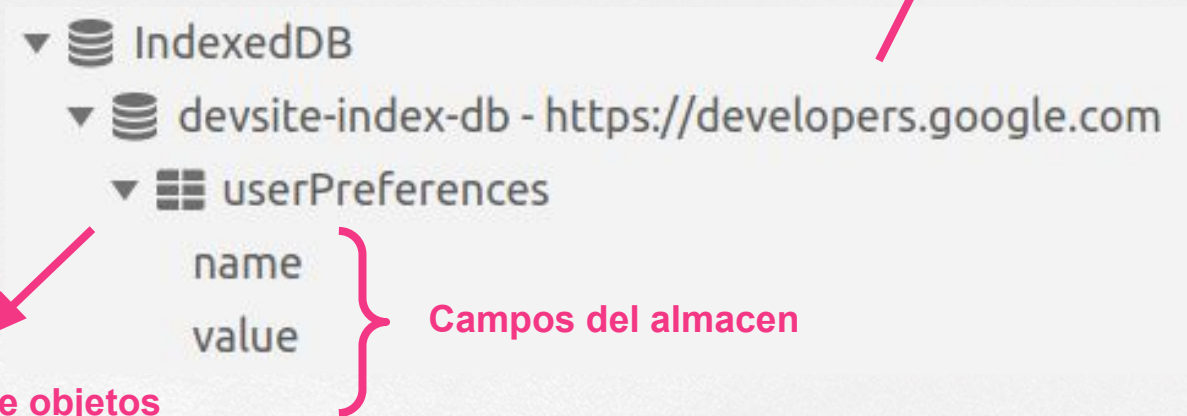 IndexedDB
devsite-index-db - https://developers.google.com
userPreferences
name
value
Campos del almacen
e objetos